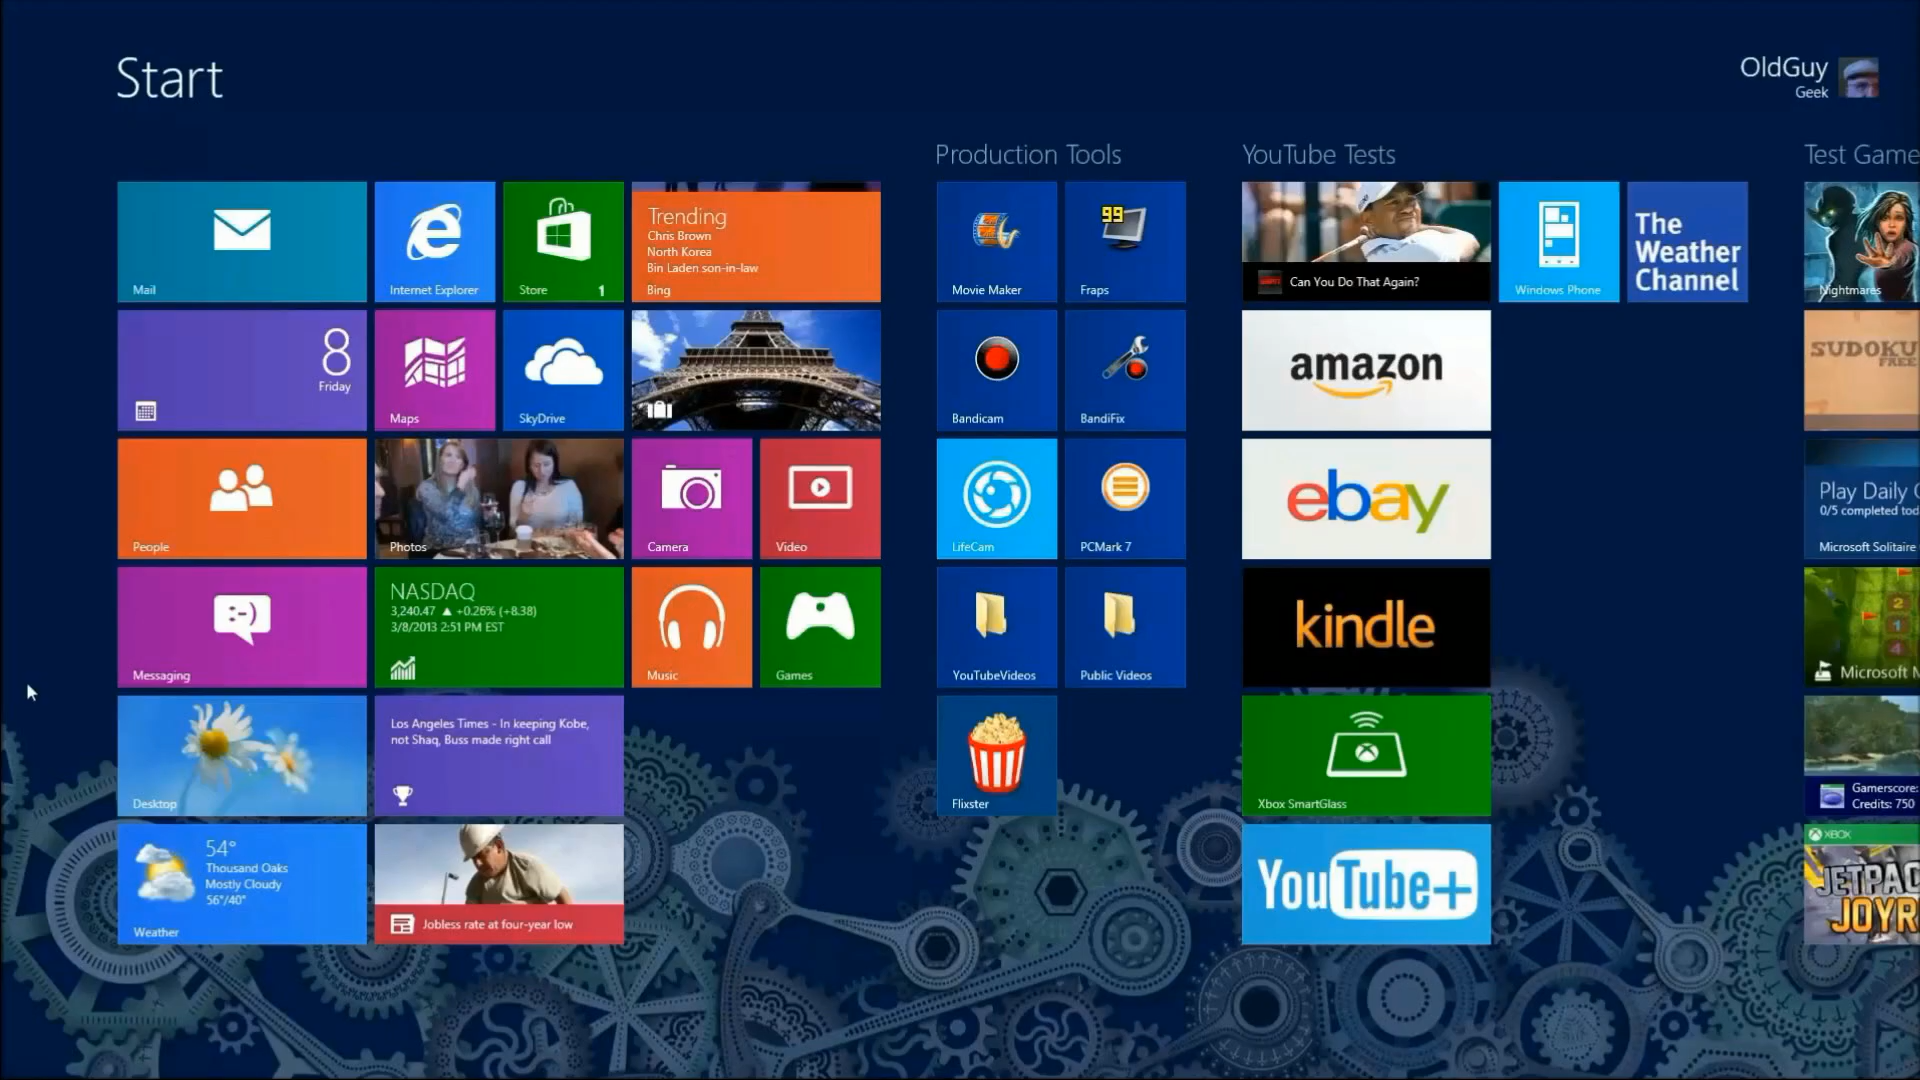 Start
OldGuy
Geek
Production Tools
YouTube Tests
Test Game
Mail
Internet Explorer
Store
1
Trending
Chris Brown
North Korea
Bin Laden son-in-law
Bing
8
Friday
Maps
SkyDrive
People
Photos
Camera
Video
Messaging
:-)
NASDAQ
3,240.47 ▲ +0.26% (+8.38)
3/8/2013 2:51 PM EST
Music
Games
Desktop
Los Angeles Times - In keeping Kobe,
not Shaq, Buss made right call
54°
Thousand Oaks
Mostly Cloudy
56°/40°
Weather
Jobless rate at four-year low
Movie Maker
99
Fraps
Bandicam
BandiFix
LifeCam
PCMark 7
YouTubeVideos
Public Videos
Flixster
Can You Do That Again?
Windows Phone
The
Weather
Channel
amazon
ebay
kindle
Xbox SmartGlass
YouTube+
Nightmares
SUDOKU
FREE
Play Daily
0/5 completed tod
Microsoft Solitaire
2
1
4
Microsoft M
Gamerscore:
Credits: 750
XBOX
JETPAC
JOYR